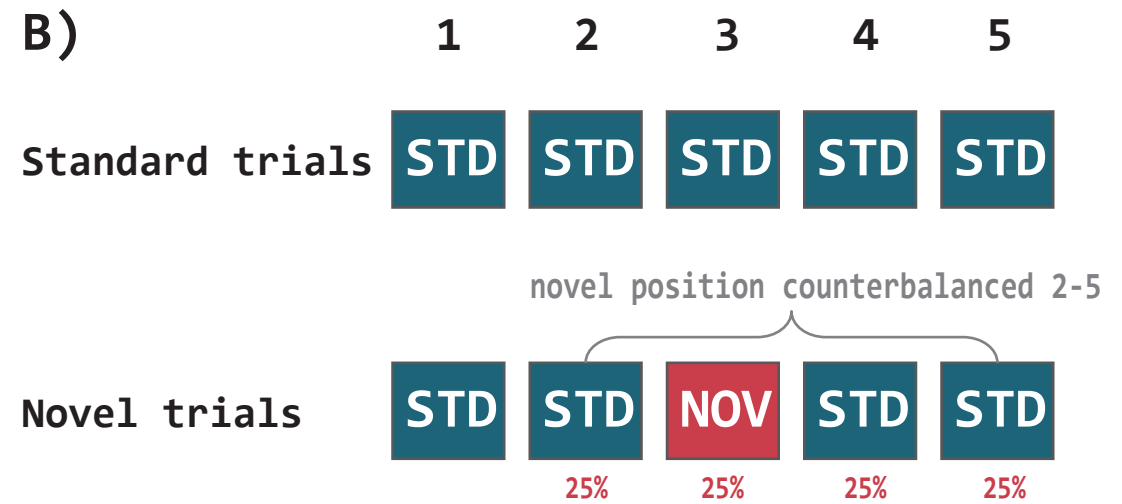 B) 1 2 3 4 5
Standard trials STD STD STD STD STD
novel position counterbalanced 2-5
Novel trials STD STD NOV STD STD
25% 25% 25% 25%